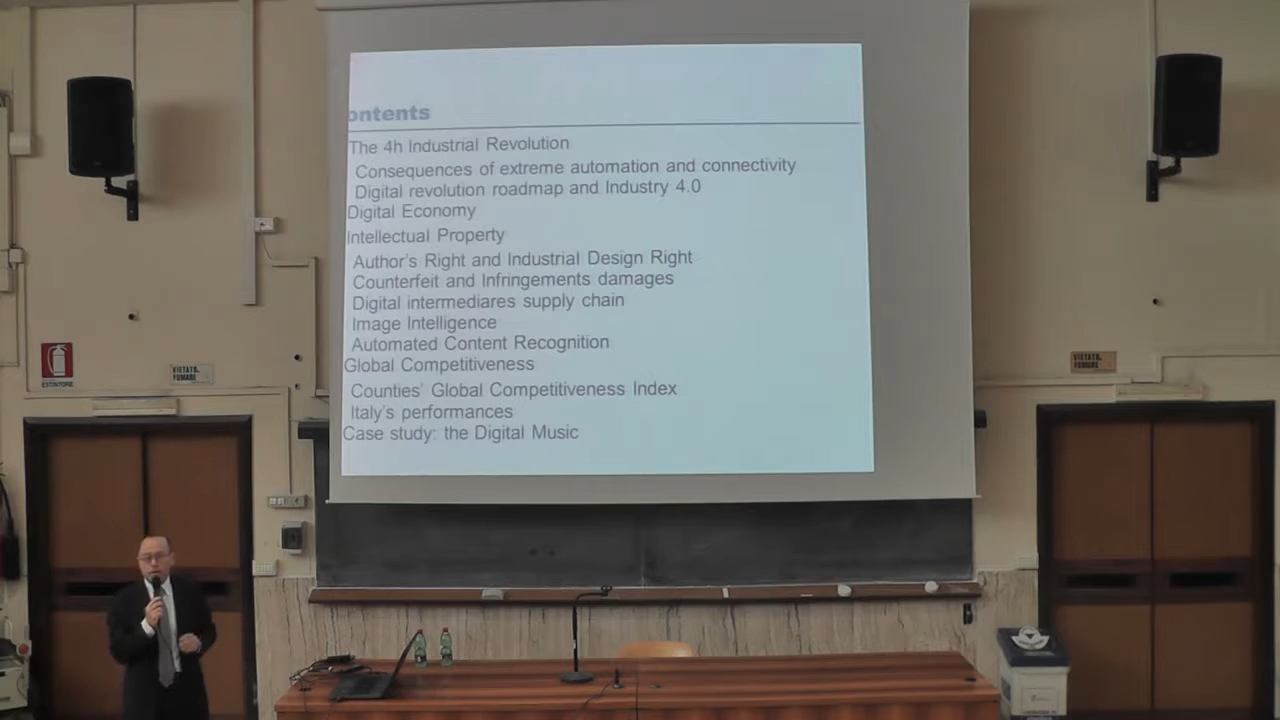 ontents
The 4h Industrial Revolution
Consequences of extreme automation and connectivity
Digital revolution roadmap and Industry 4.0
Digital Economy
Intellectual Property
Author's Right and Industrial Design Right
Counterfeit and Infringements damages
Digital intermediares supply chain
Image Intelligence
Automated Content Recognition
Global Competitiveness
Counties' Global Competitiveness Index
Italy's performances
Case study: the Digital Music
ESTINTORE
VIETATO
FUMARE
VIETATO
FUMARE